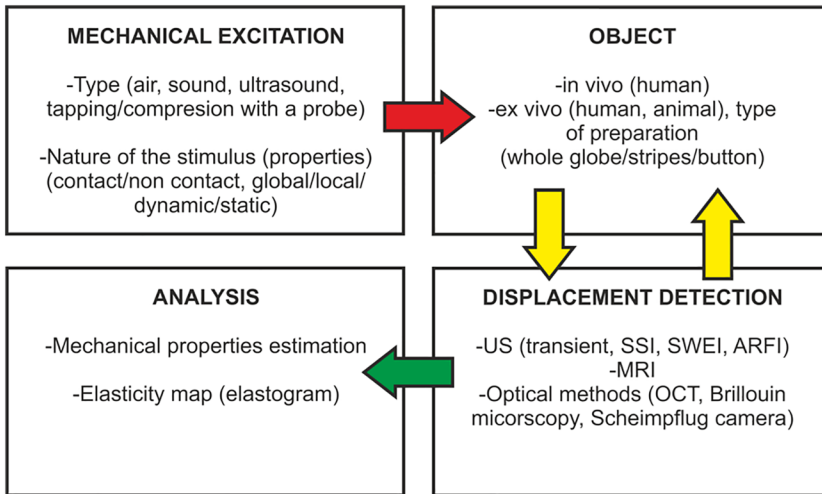 MECHANICAL EXCITATION
-Type (air, sound, ultrasound,
tapping/compresion with a probe)
-Nature of the stimulus (properties)
(contact/non contact, global/local/
dynamic/static)
OBJECT
-in vivo (human)
-ex vivo (human, animal), type
of preparation
(whole globe/stripes/button)
ANALYSIS
-Mechanical properties estimation
-Elasticity map (elastogram)
DISPLACEMENT DETECTION
-US (transient, SSI, SWEI, ARFI)
-MRI
-Optical methods (OCT, Brillouin
micorscopy, Scheimpflug camera)